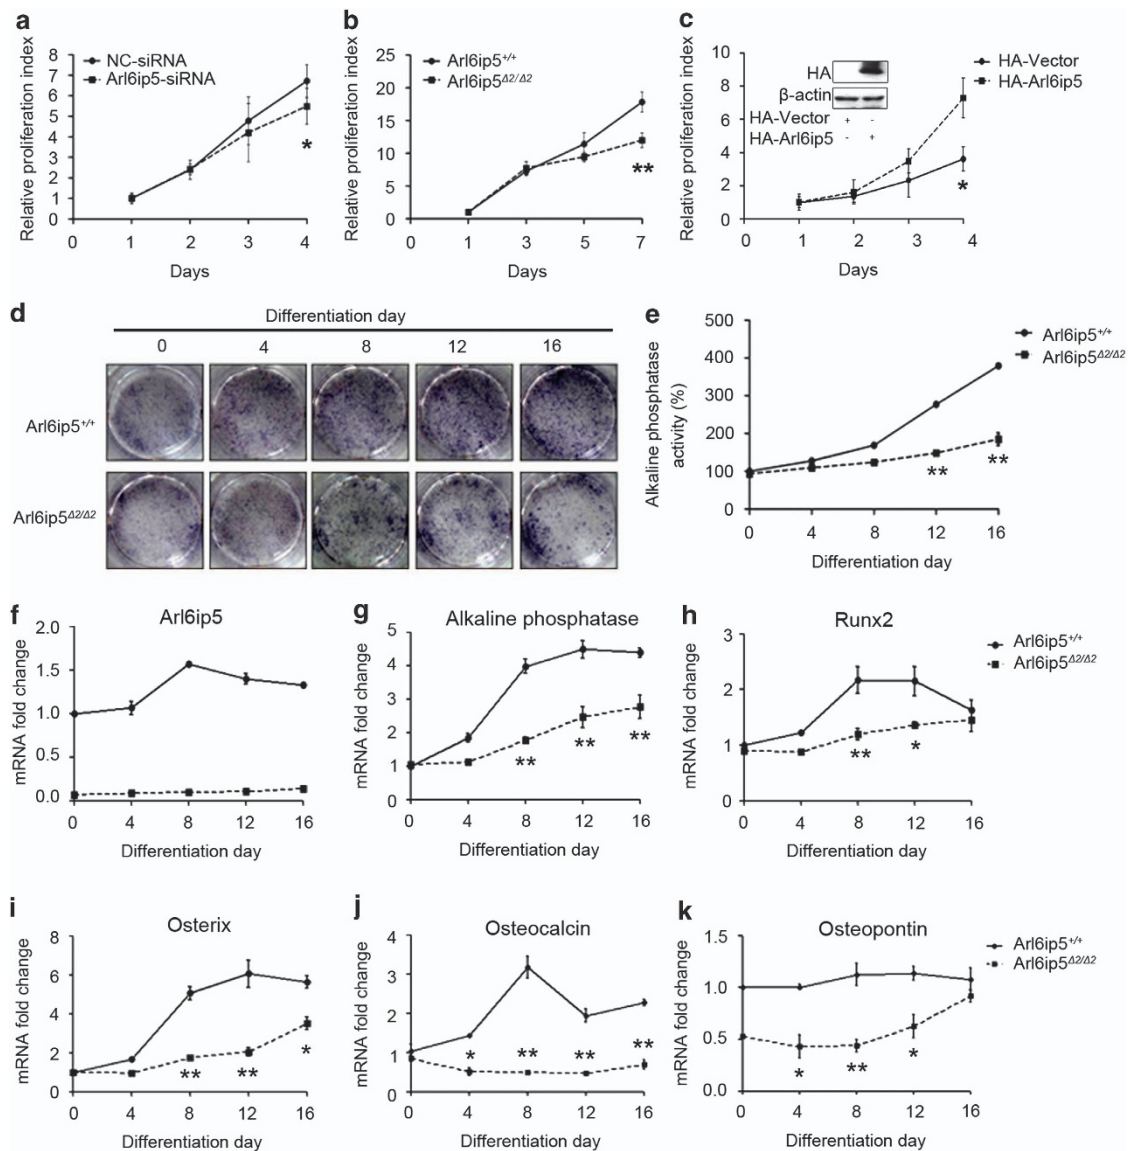 a
8
7
6
5
4
3
2
1
0
Relative proliferation index
NC-siRNA
Arl6ip5-siRNA
*
0 1 2 3 4
Days
b
25
20
15
10
5
0
Relative proliferation index
Arl6ip5+/+
Arl6ip5Δ2/Δ2
**
0 1 3 5 7
Days
c
10
8
6
4
2
0
Relative proliferation index
HA
β-actin
HA-Vector + -
HA-Arl6ip5 - +
HA-Vector
HA-Arl6ip5
*
0 1 2 3 4
Days
d
Differentiation day
0 4 8 12 16
Arl6ip5+/+
Arl6ip5Δ2/Δ2
e
500
400
300
200
100
0
Alkaline phosphatase
activity (%)
Arl6ip5+/+
Arl6ip5Δ2/Δ2
** **
0 4 8 12 16
Differentiation day
f
Arl6ip5
2.0
1.5
1.0
0.5
0.0
mRNA fold change
0 4 8 12 16
Differentiation day
g
Alkaline phosphatase
5
4
3
2
1
0
mRNA fold change
** ** **
0 4 8 12 16
Differentiation day
h
Runx2
3
2
1
0
mRNA fold change
Arl6ip5+/+
Arl6ip5Δ2/Δ2
** *
0 4 8 12 16
Differentiation day
i
Osterix
8
6
4
2
0
mRNA fold change
** ** *
0 4 8 12 16
Differentiation day
j
Osteocalcin
4
3
2
1
0
mRNA fold change
* ** ** **
0 4 8 12 16
Differentiation day
k
Osteopontin
1.5
1.0
0.5
0.0
mRNA fold change
Arl6ip5+/+
Arl6ip5Δ2/Δ2
* ** *
0 4 8 12 16
Differentiation day